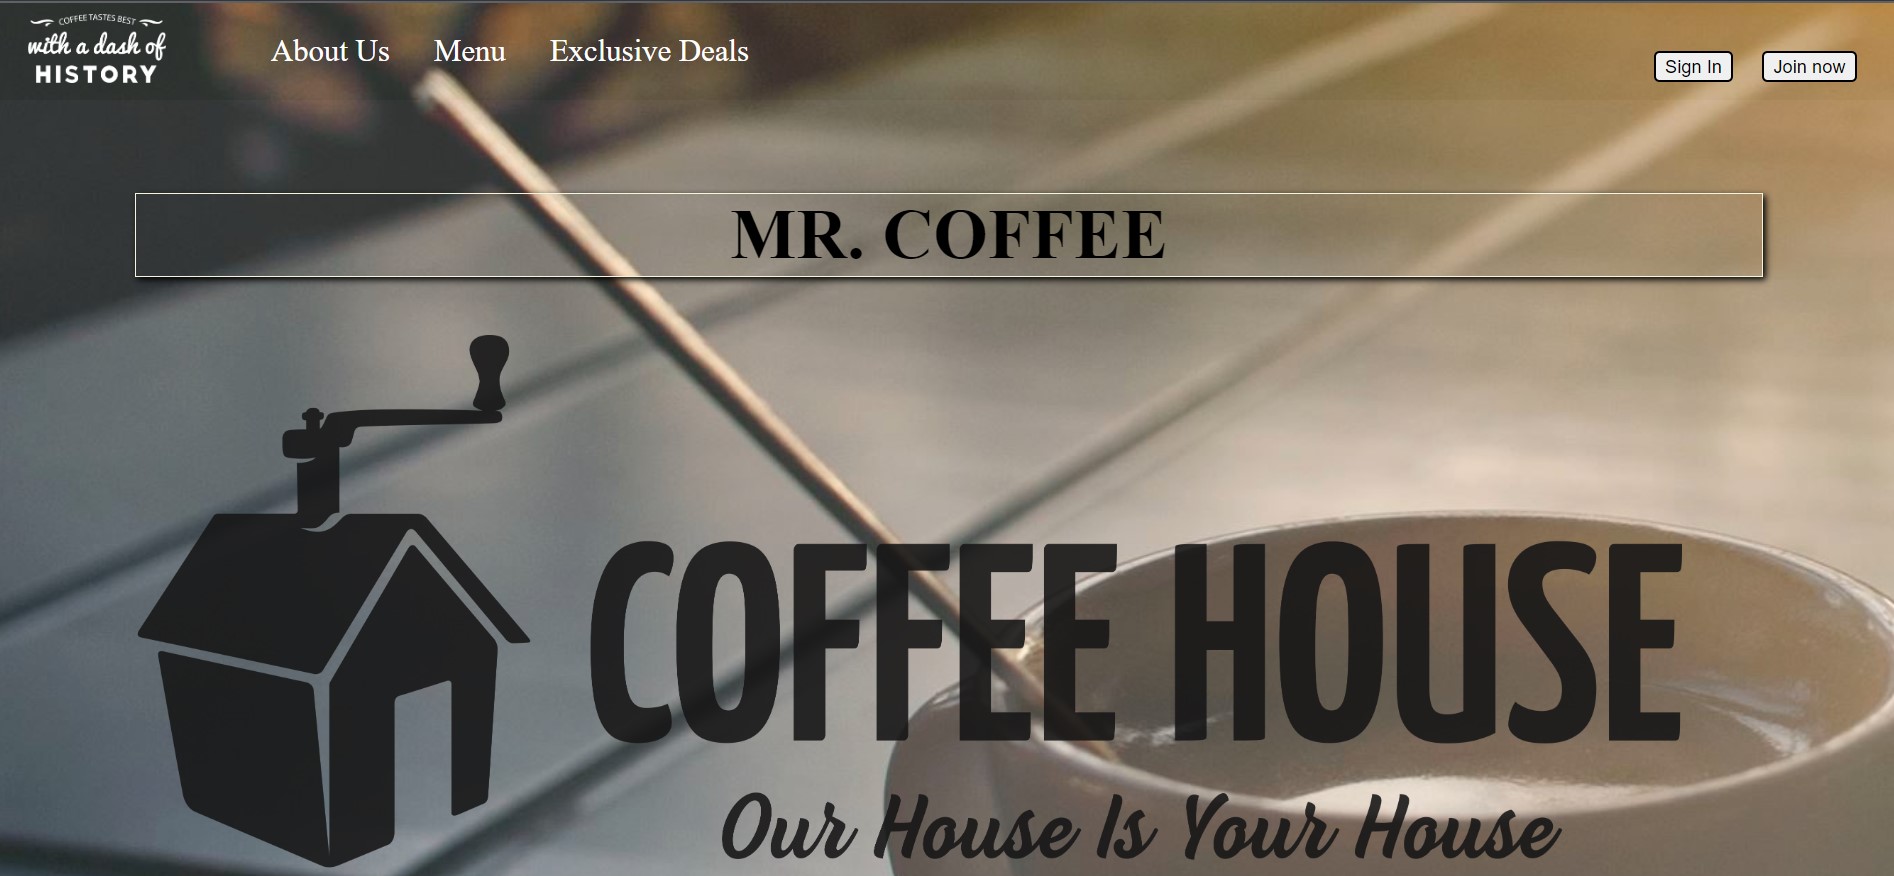 COFFEE TASTES BEST
with a dash of
HISTORY
About Us Menu Exclusive Deals
Sign In Join now
MR. COFFEE
COFFEE HOUSE
Our House Is Your House